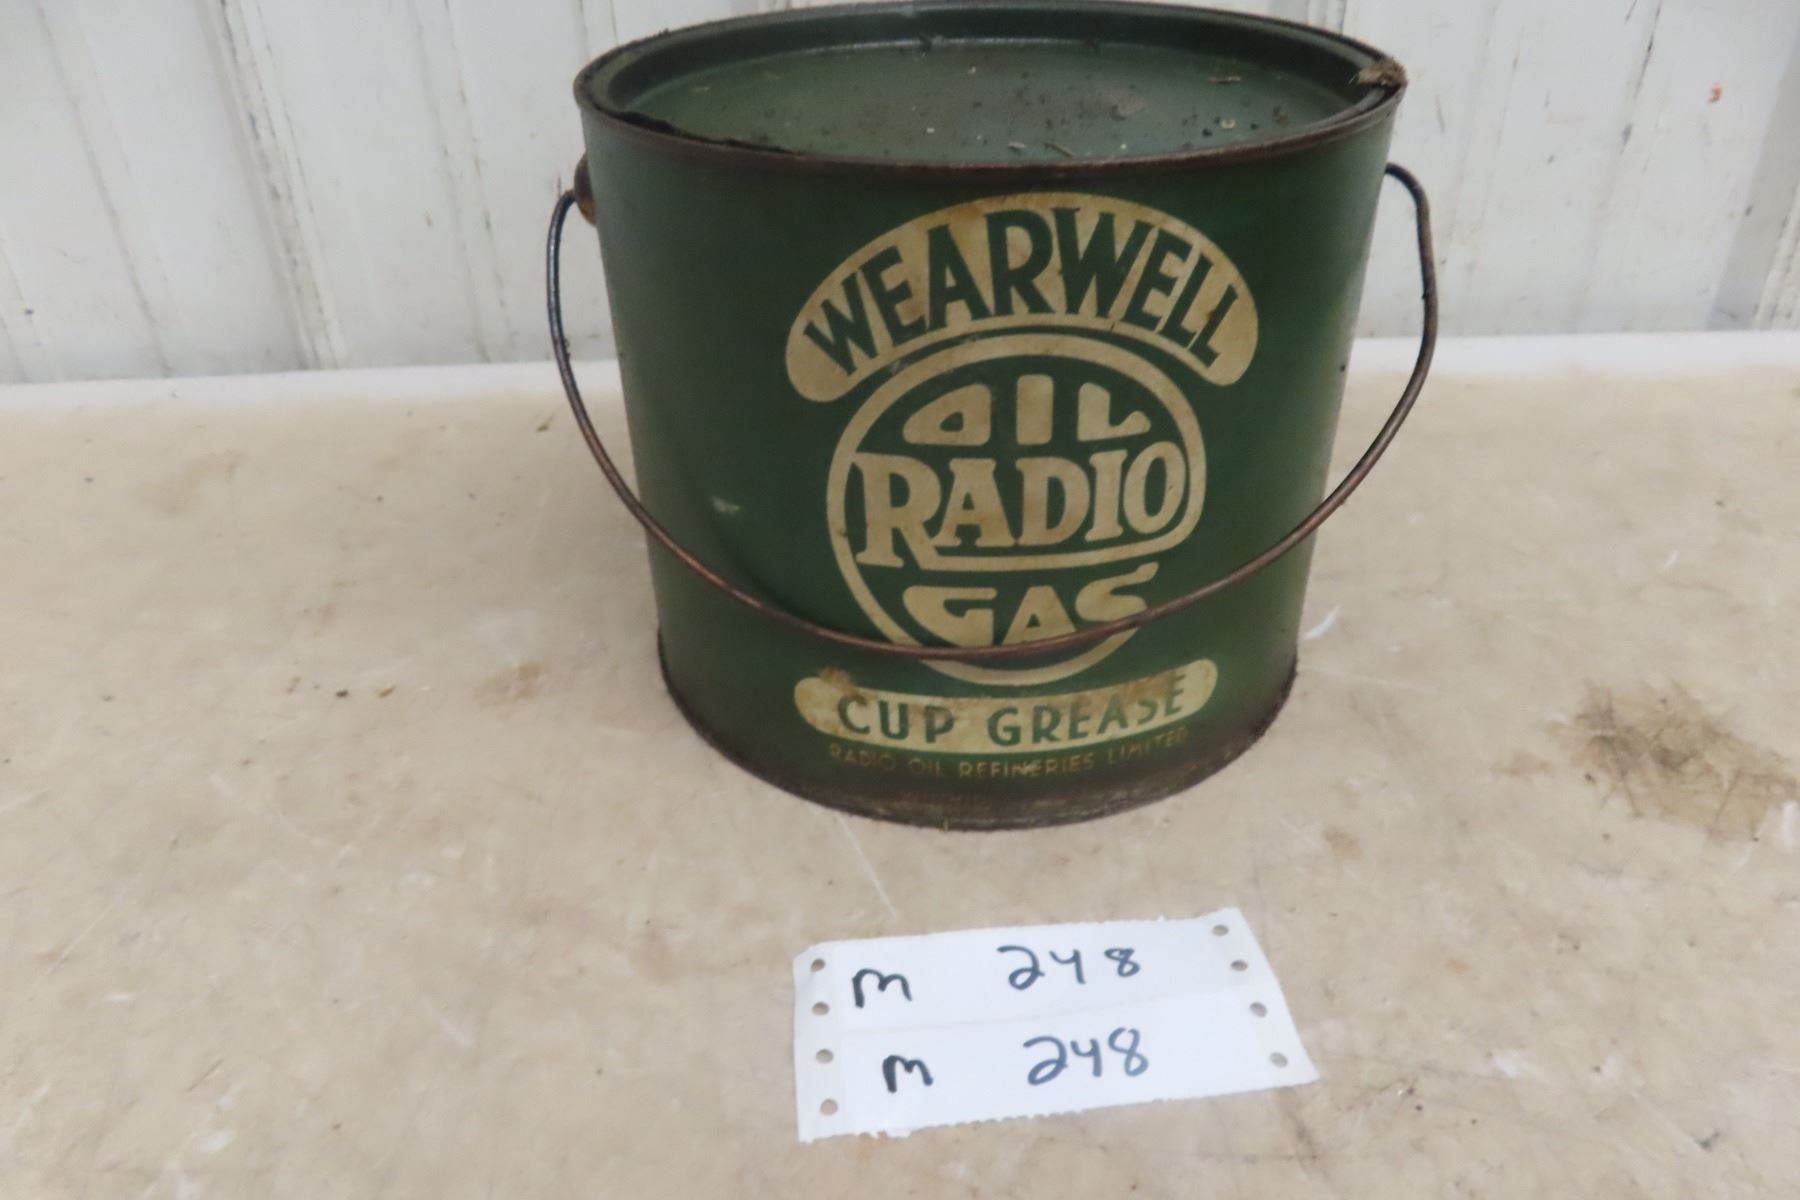 WEARWELL
OIL
RADIO
GAS
CUP GREASE
RADIO OIL REFINERIES LIMITED
m 248
m 248